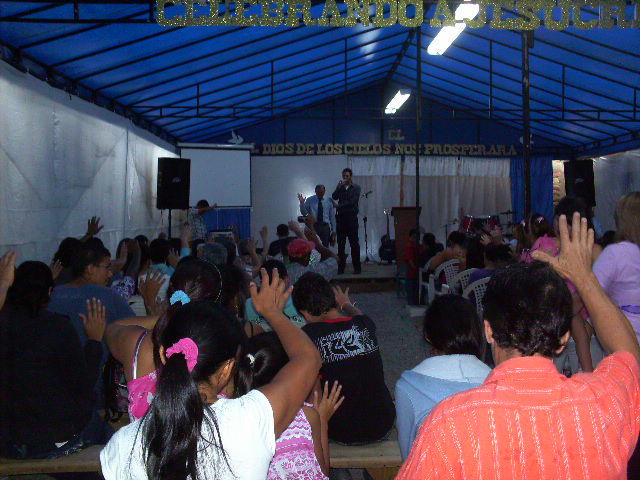 CELEBRANDO A JESUCRI
EL
DIOS DE LOS CIELOS NOS PROSPERARA